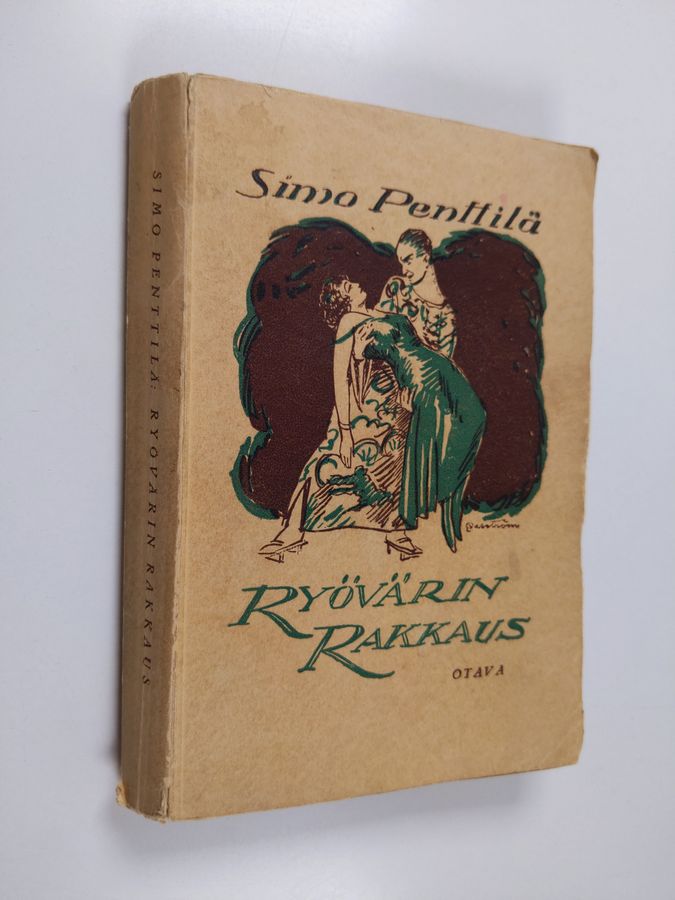 Simo Penttilä
RYÖVÄRIN
RAKKAUS
OTAVA
SIMO PENTTILÄ: RYÖVÄRIN RAKKAUS